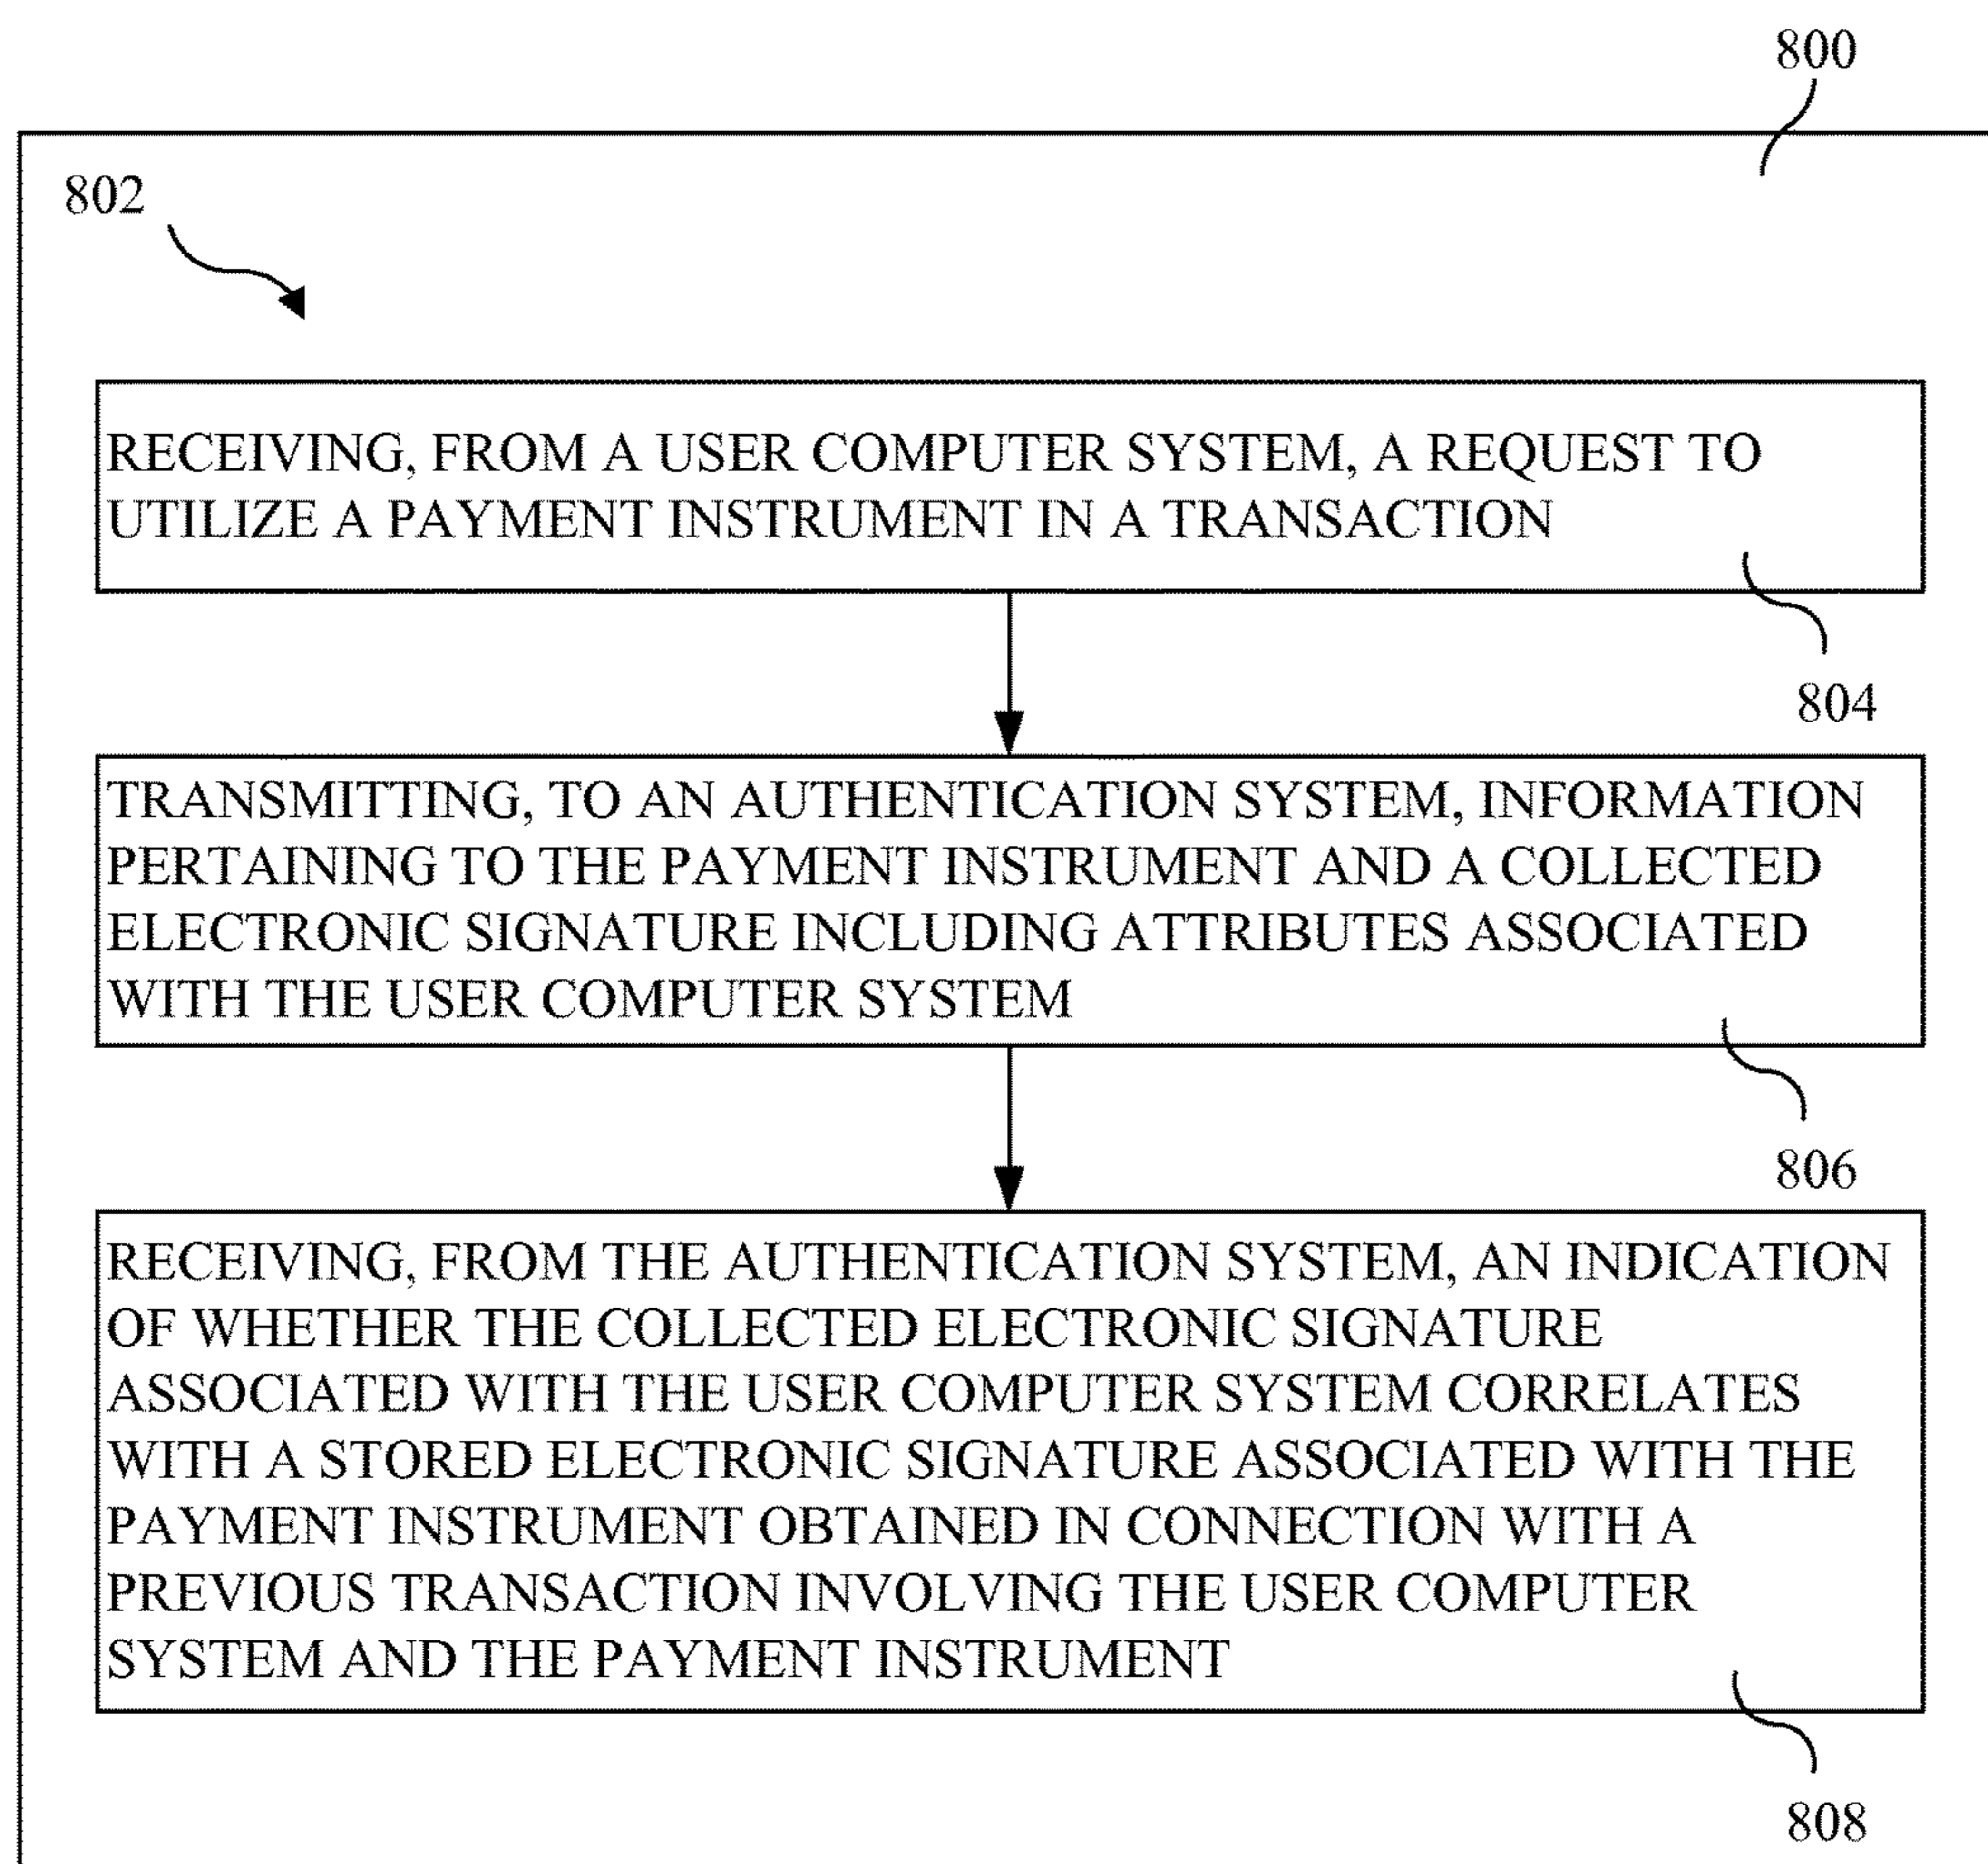 800
802
RECEIVING, FROM A USER COMPUTER SYSTEM, A REQUEST TO
UTILIZE A PAYMENT INSTRUMENT IN A TRANSACTION
804
TRANSMITTING, TO AN AUTHENTICATION SYSTEM, INFORMATION
PERTAINING TO THE PAYMENT INSTRUMENT AND A COLLECTED
ELECTRONIC SIGNATURE INCLUDING ATTRIBUTES ASSOCIATED
WITH THE USER COMPUTER SYSTEM
806
RECEIVING, FROM THE AUTHENTICATION SYSTEM, AN INDICATION
OF WHETHER THE COLLECTED ELECTRONIC SIGNATURE
ASSOCIATED WITH THE USER COMPUTER SYSTEM CORRELATES
WITH A STORED ELECTRONIC SIGNATURE ASSOCIATED WITH THE
PAYMENT INSTRUMENT OBTAINED IN CONNECTION WITH A
PREVIOUS TRANSACTION INVOLVING THE USER COMPUTER
SYSTEM AND THE PAYMENT INSTRUMENT
808